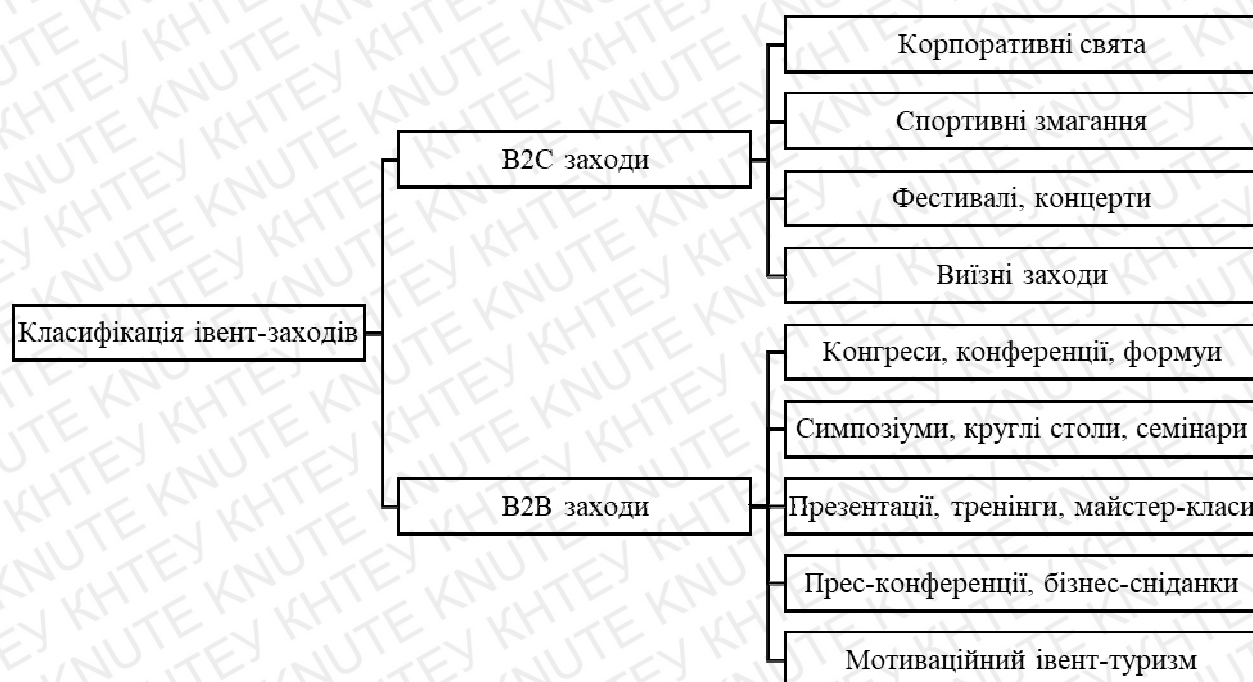 Класифікація івент-заходів
B2C заходи
Корпоративні свята
Спортивні змагання
Фестивалі, концерти
Виїзні заходи
B2B заходи
Конгреси, конференції, формуи
Симпозіуми, круглі столи, семінари
Презентації, тренінги, майстер-класи
Прес-конференції, бізнес-сніданки
Мотиваційний івент-туризм